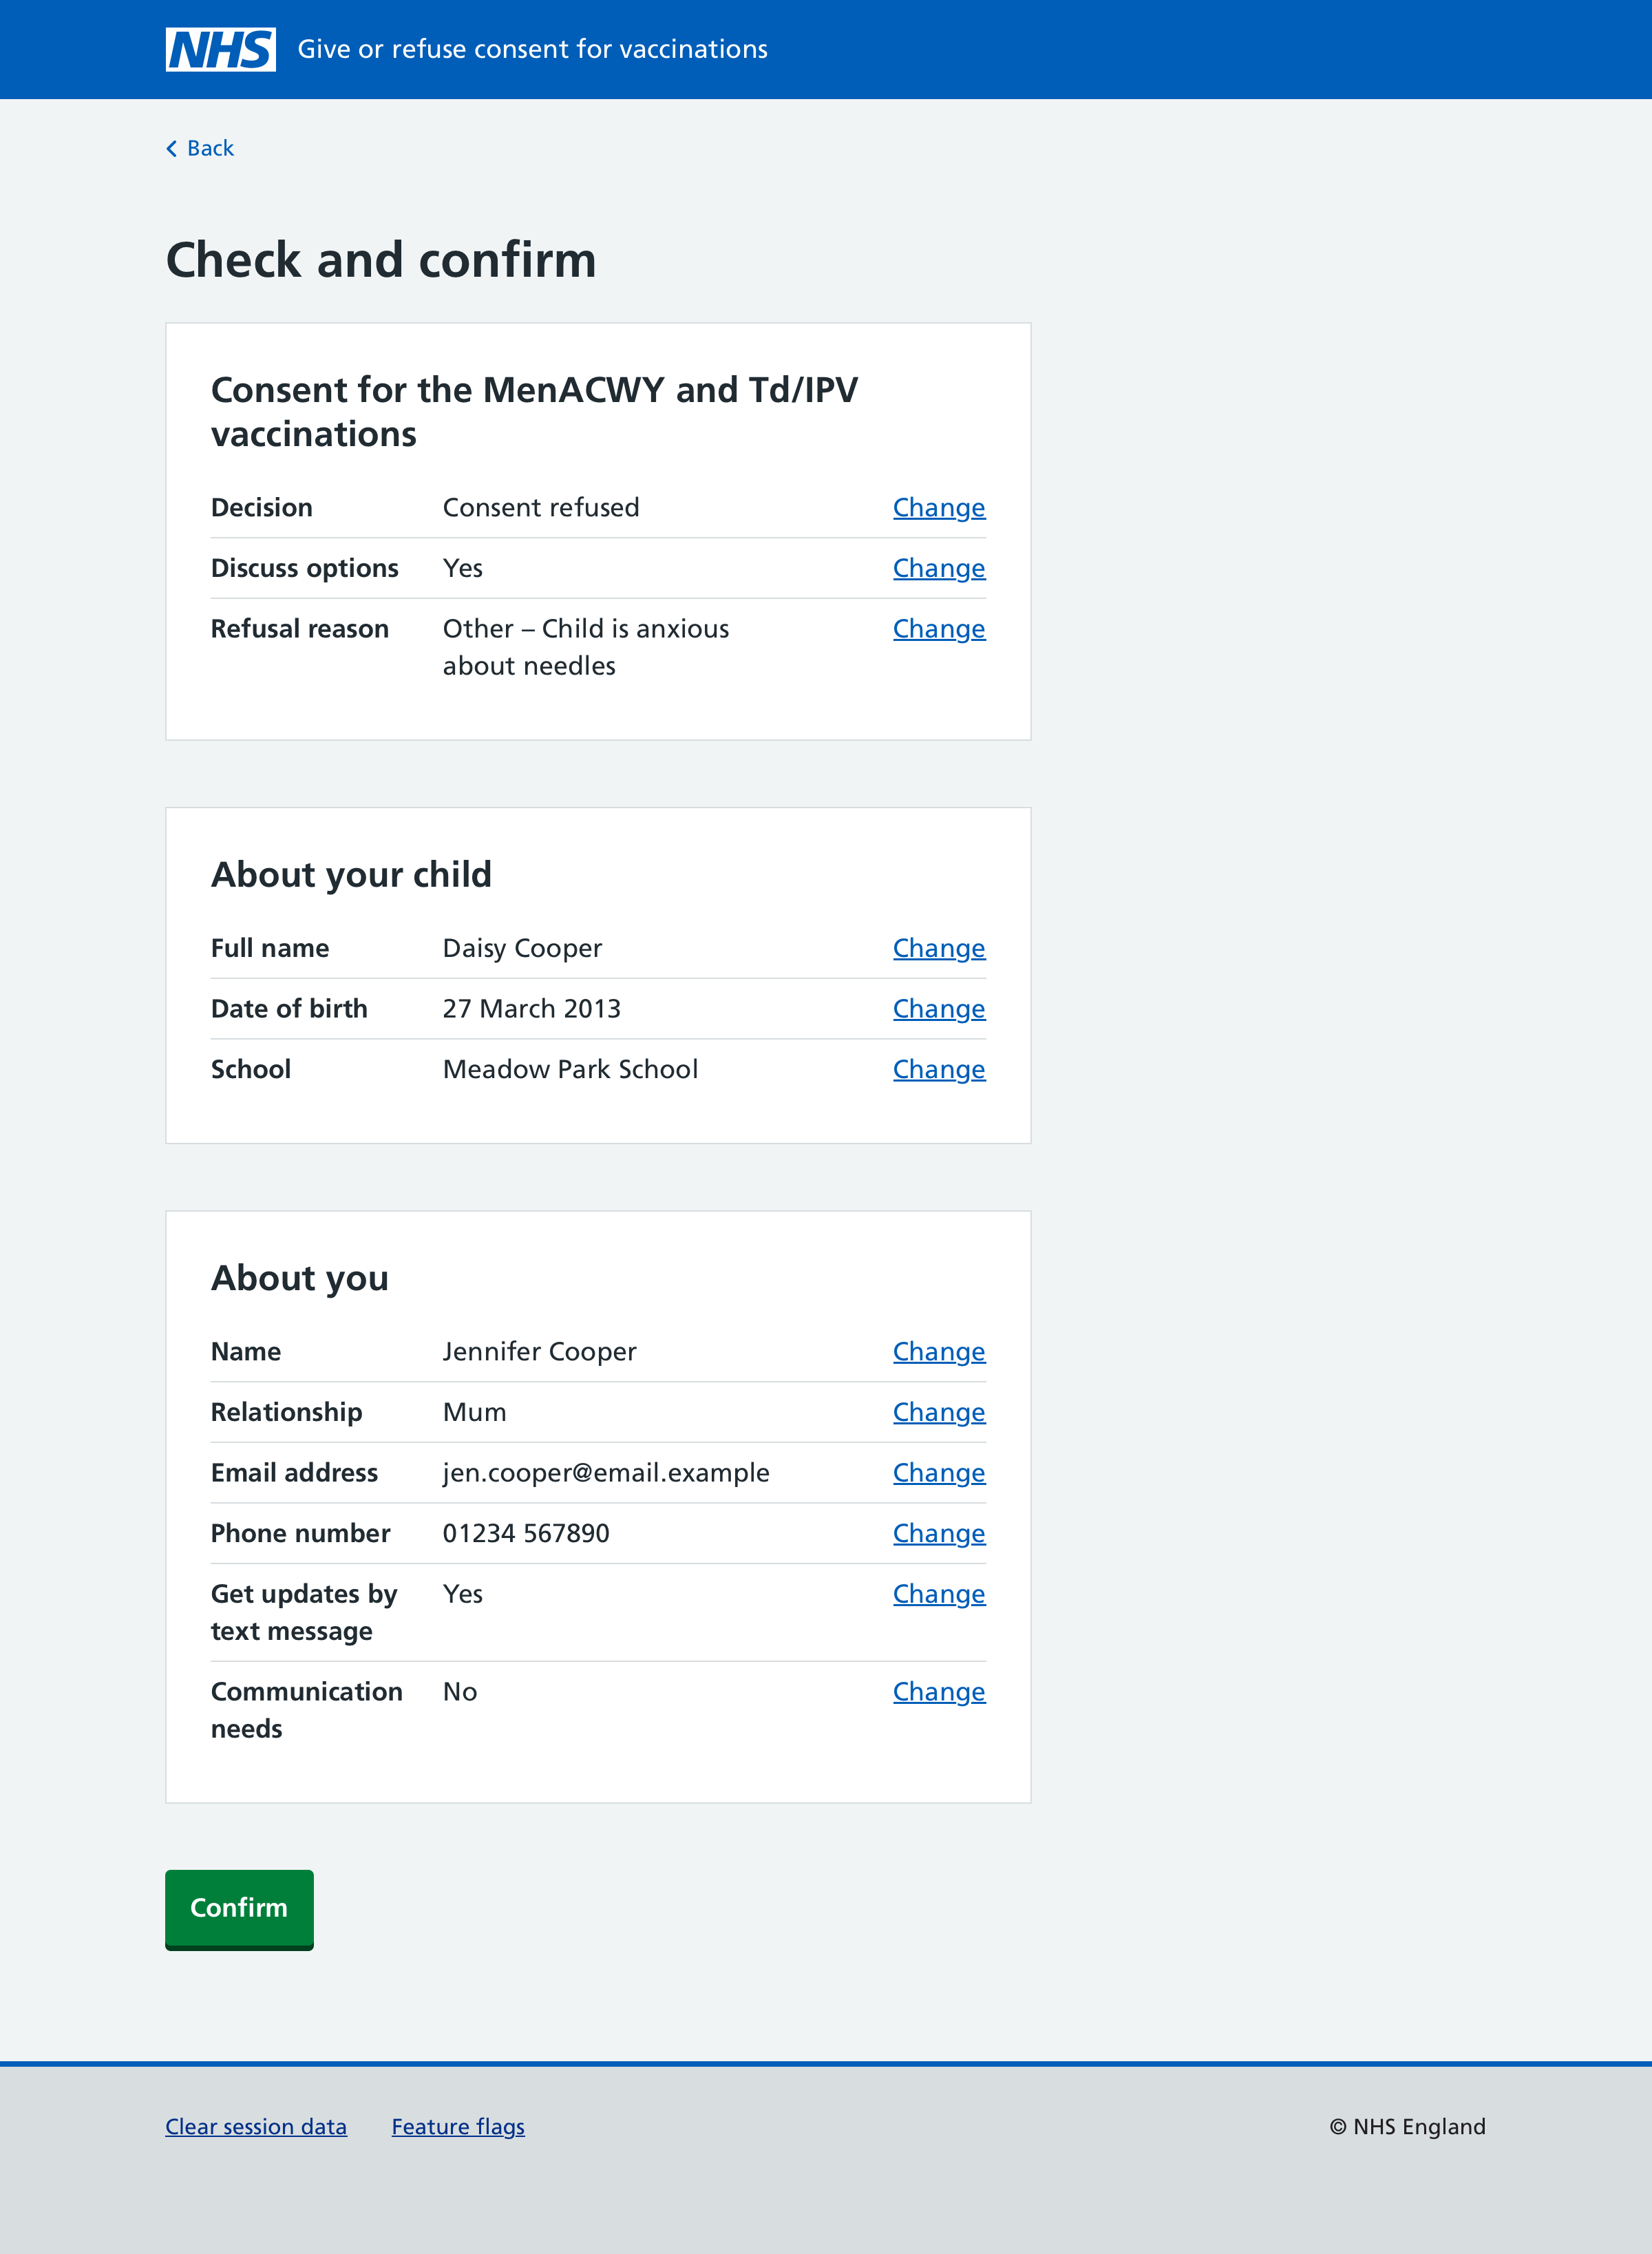 NHS Give or refuse consent for vaccinations
Back
Check and confirm
Consent for the MenACWY and Td/IPV
vaccinations
Decision Consent refused Change
Discuss options Yes Change
Refusal reason Other – Child is anxious Change
about needles
About your child
Full name Daisy Cooper Change
Date of birth 27 March 2013 Change
School Meadow Park School Change
About you
Name Jennifer Cooper Change
Relationship Mum Change
Email address jen.cooper@email.example Change
Phone number 01234 567890 Change
Get updates by Yes Change
text message
Communication No Change
needs
Confirm
Clear session data Feature flags © NHS England